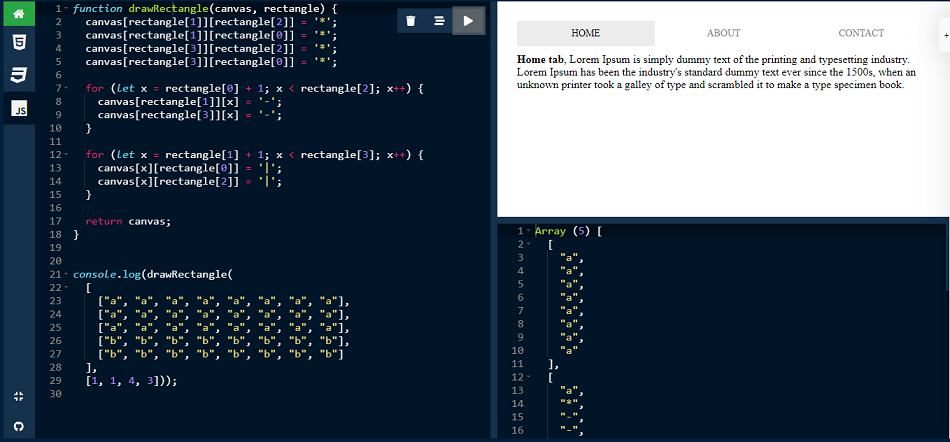 JS
1 function drawRectangle(canvas, rectangle) {
2 canvas[rectangle[1]][rectangle[2]] = '*';
3 canvas[rectangle[1]][rectangle[0]] = '*';
4 canvas[rectangle[3]][rectangle[2]] = '*';
5 canvas[rectangle[3]][rectangle[0]] = '*';
6
7 for (let x = rectangle[0] + 1; x < rectangle[2]; x++) {
8 canvas[rectangle[1]][x] = '-';
9 canvas[rectangle[3]][x] = '-';
10 }
11
12 for (let x = rectangle[1] + 1; x < rectangle[3]; x++) {
13 canvas[x][rectangle[0]] = '|';
14 canvas[x][rectangle[2]] = '|';
15 }
16
17 return canvas;
18 }
19
20
21 console.log(drawRectangle(
22 [
23 ["a", "a", "a", "a", "a", "a", "a", "a"],
24 ["a", "a", "a", "a", "a", "a", "a", "a"],
25 ["a", "a", "a", "a", "a", "a", "a", "a"],
26 ["b", "b", "b", "b", "b", "b", "b", "b"],
27 ["b", "b", "b", "b", "b", "b", "b", "b"]
28 ],
29 [1, 1, 4, 3]));
30
HOME ABOUT CONTACT
Home tab, Lorem Ipsum is simply dummy text of the printing and typesetting industry.
Lorem Ipsum has been the industry's standard dummy text ever since the 1500s, when an
unknown printer took a galley of type and scrambled it to make a type specimen book.
+
1 Array (5) [
2 [
3 "a",
4 "a",
5 "a",
6 "a",
7 "a",
8 "a",
9 "a",
10 "a"
11 ],
12 [
13 "a",
14 "*",
15 "-",
16 "-",